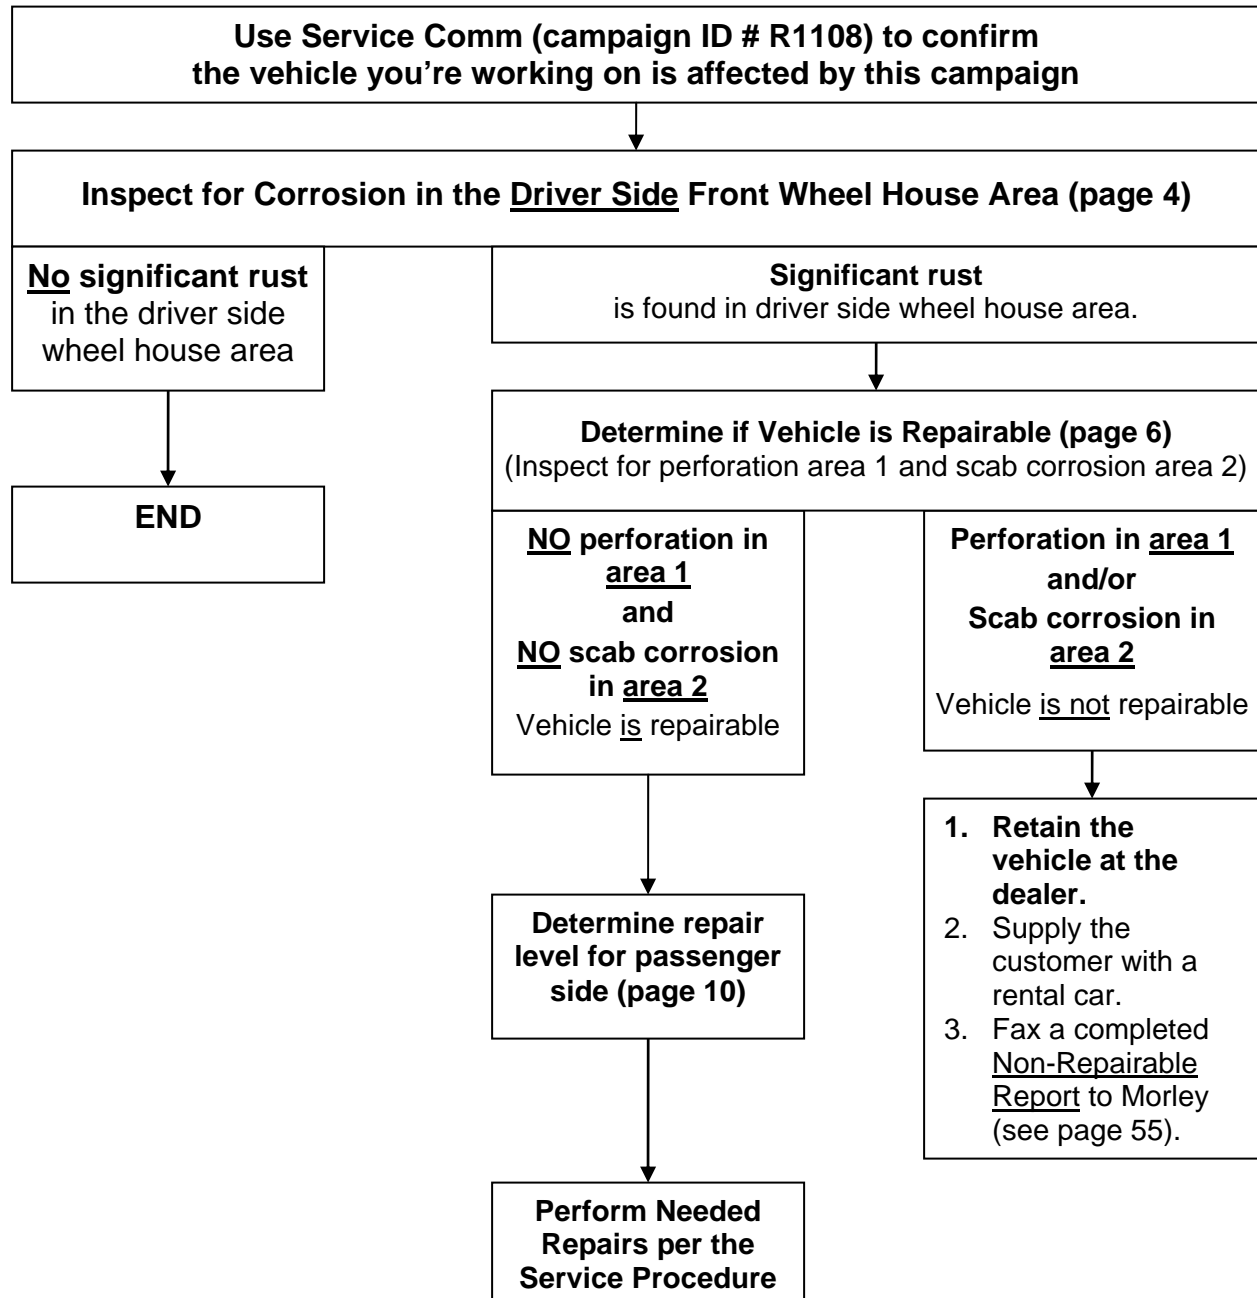 Use Service Comm (campaign ID # R1108) to confirm
the vehicle you're working on is affected by this campaign
Inspect for Corrosion in the Driver Side Front Wheel House Area (page 4)
No significant rust
in the driver side
wheel house area
Significant rust
is found in driver side wheel house area.
END
Determine if Vehicle is Repairable (page 6)
(Inspect for perforation area 1 and scab corrosion area 2)
NO perforation in
area 1
and
NO scab corrosion
in area 2
Vehicle is repairable
Perforation in area 1
and/or
Scab corrosion in
area 2
Vehicle is not repairable
Determine repair
level for passenger
side (page 10)
1. Retain the
vehicle at the
dealer.
2. Supply the
customer with a
rental car.
3. Fax a completed
Non-Repairable
Report to Morley
(see page 55).
Perform Needed
Repairs per the
Service Procedure